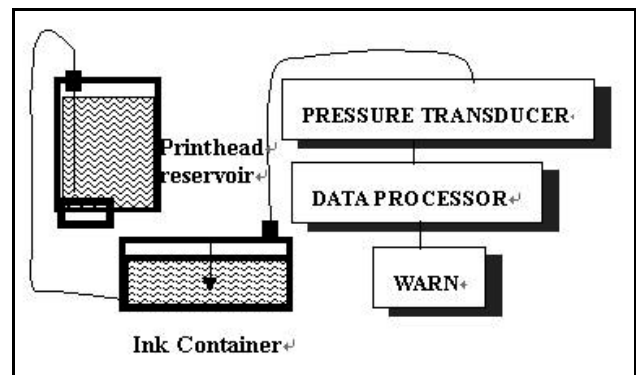 PRESSURE TRANSDUCER
Printhead
reservoir
DATA PROCESSOR
WARN
Ink Container